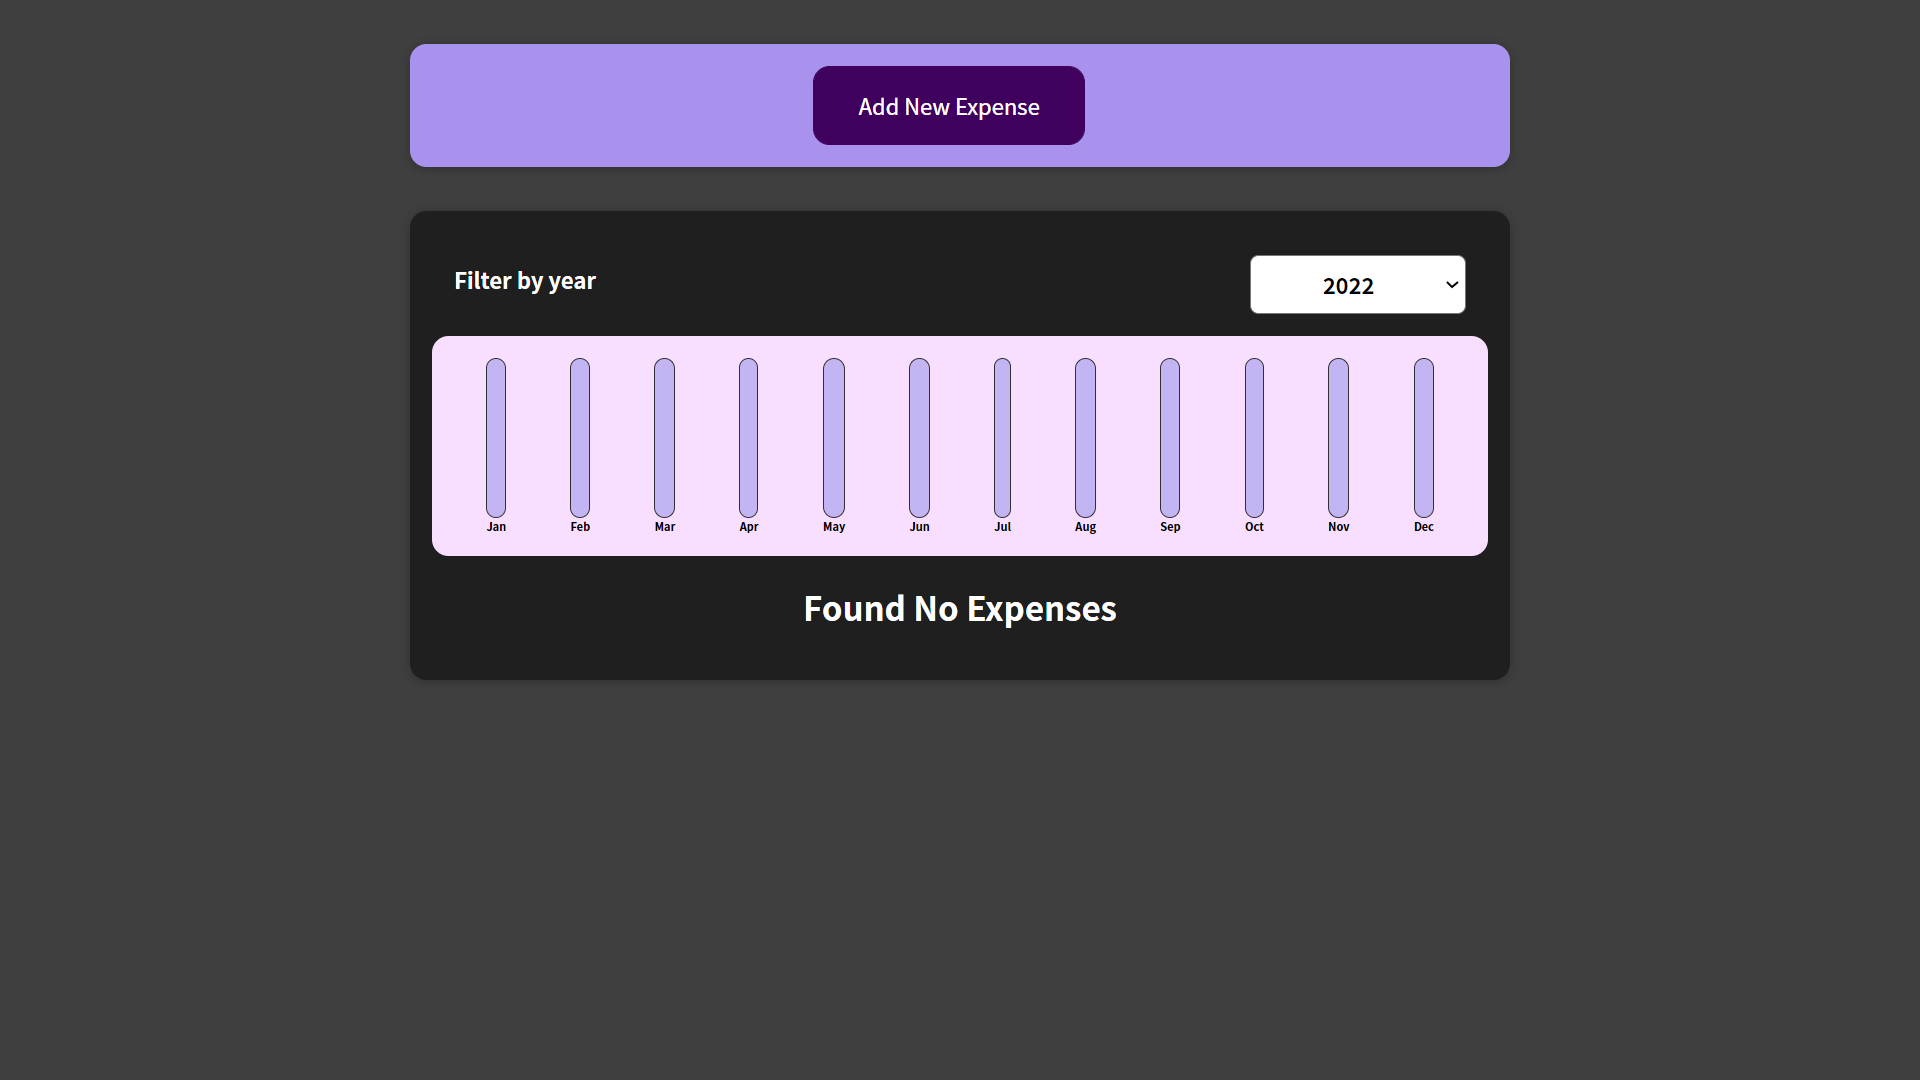 Add New Expense
Filter by year
2022
Jan Feb Mar Apr May Jun Jul Aug Sep Oct Nov Dec
Found No Expenses